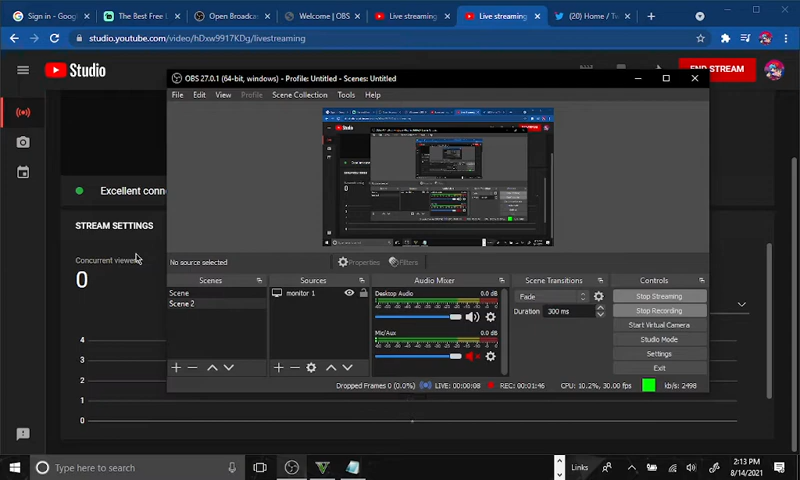 Sign in - Googl
The Best Free L
Open Broadca
Welcome | OBS
Live streaming
Live streaming
(20) Home / Tw
studio.youtube.com/video/hDxw9917KDg/livestreaming
Studio
END STREAM
OBS 27.0.1 (64-bit, windows) - Profile: Untitled - Scenes: Untitled
File Edit View Profile Scene Collection Tools Help
Excellent conne
STREAM SETTINGS
Concurrent viewers
0
4
3
2
1
0
No source selected
Properties
Filters
Scenes
Sources
Audio Mixer
Scene Transitions
Controls
Scene
Scene 2
monitor 1
Desktop Audio
0.0 dB
Mic/Aux
0.0 dB
Fade
Duration 300 ms
Stop Streaming
Stop Recording
Start Virtual Camera
Studio Mode
Settings
Exit
Dropped Frames 0 (0.0%)
LIVE: 00:00:08
REC: 00:01:46
CPU: 10.2%, 30.00 fps
kb/s: 2498
Type here to search
Links
2:13 PM
8/14/2021